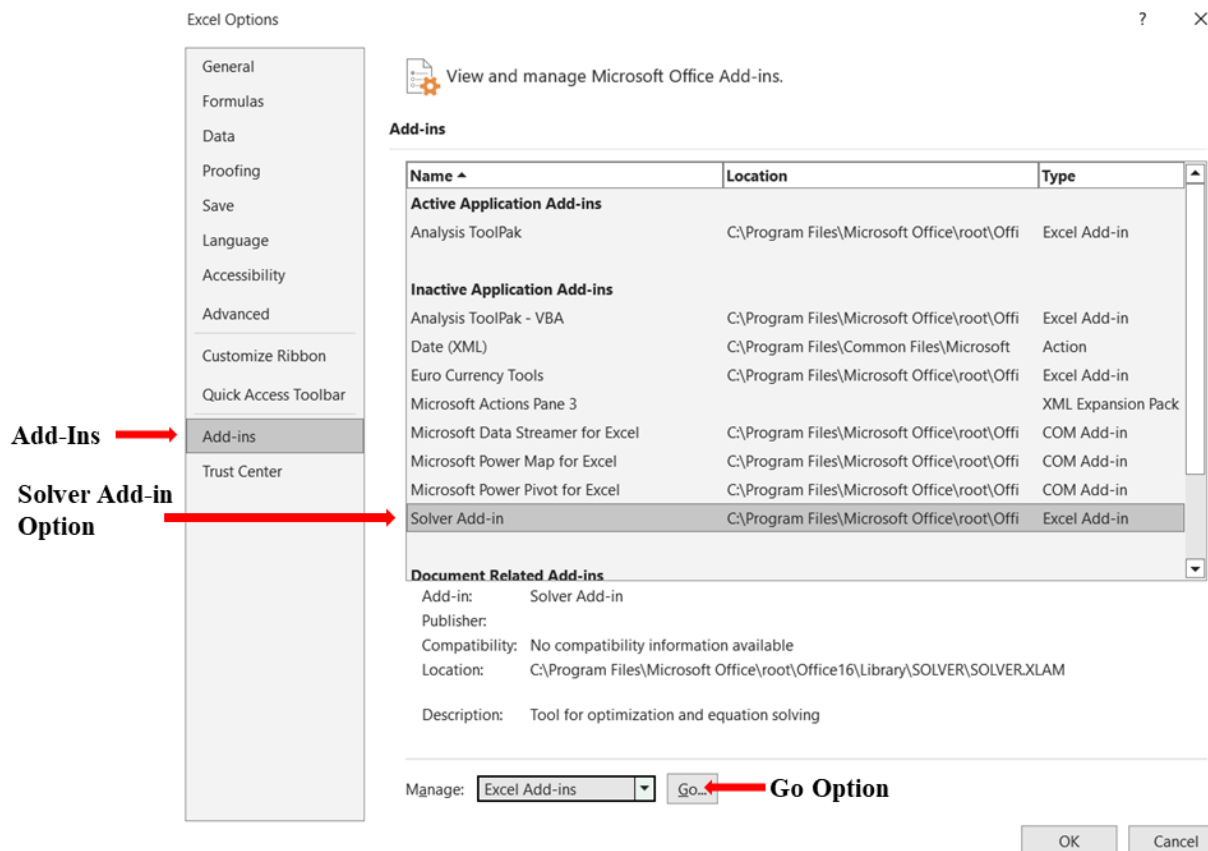 Excel Options ? ✕
General
Formulas
Data
Proofing
Save
Language
Accessibility
Advanced
Customize Ribbon
Quick Access Toolbar
Add-ins
Trust Center
Add-Ins
Solver Add-in
Option
View and manage Microsoft Office Add-ins.
Add-ins
Name Location Type
Active Application Add-ins
Analysis ToolPak C:\Program Files\Microsoft Office\root\Offi Excel Add-in
Inactive Application Add-ins
Analysis ToolPak - VBA C:\Program Files\Microsoft Office\root\Offi Excel Add-in
Date (XML) C:\Program Files\Common Files\Microsoft Action
Euro Currency Tools C:\Program Files\Microsoft Office\root\Offi Excel Add-in
Microsoft Actions Pane 3 XML Expansion Pack
Microsoft Data Streamer for Excel C:\Program Files\Microsoft Office\root\Offi COM Add-in
Microsoft Power Map for Excel C:\Program Files\Microsoft Office\root\Offi COM Add-in
Microsoft Power Pivot for Excel C:\Program Files\Microsoft Office\root\Offi COM Add-in
Solver Add-in C:\Program Files\Microsoft Office\root\Offi Excel Add-in
Document Related Add-ins
Add-in: Solver Add-in
Publisher:
Compatibility: No compatibility information available
Location: C:\Program Files\Microsoft Office\root\Office16\Library\SOLVER\SOLVER.XLAM
Description: Tool for optimization and equation solving
Manage: Excel Add-ins Go... Go Option
OK Cancel